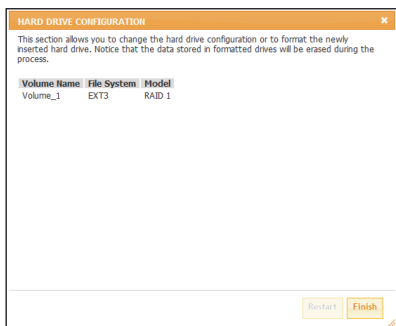 HARD DRIVE CONFIGURATION
This section allows you to change the hard drive configuration or to format the newly
inserted hard drive. Notice that the data stored in formatted drives will be erased during the
process.
Volume Name File System Model
Volume_1 EXT3 RAID 1
Restart Finish